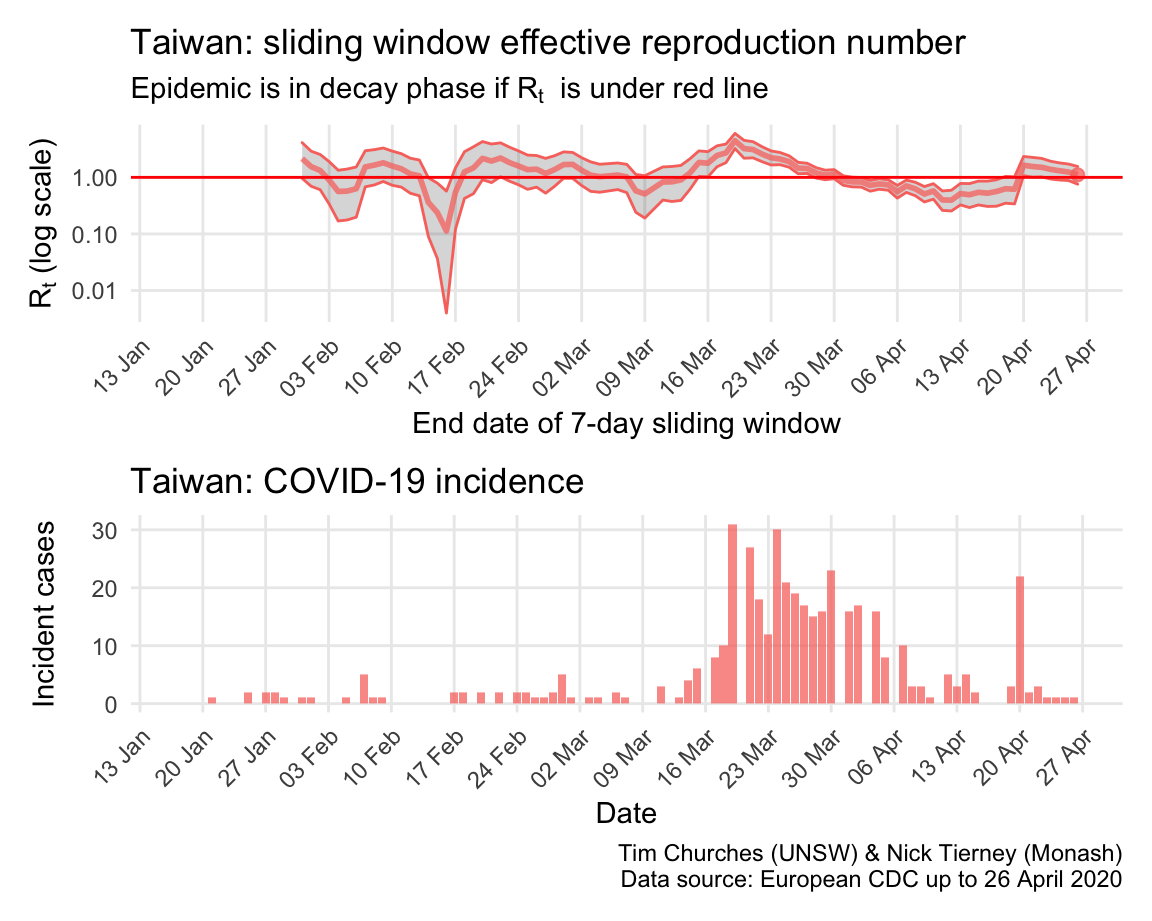 Taiwan: sliding window effective reproduction number
Epidemic is in decay phase if Rt is under red line
Rt (log scale)
1.00
0.10
0.01
13 Jan
20 Jan
27 Jan
03 Feb
10 Feb
17 Feb
24 Feb
02 Mar
09 Mar
16 Mar
23 Mar
30 Mar
06 Apr
13 Apr
20 Apr
27 Apr
End date of 7-day sliding window
Taiwan: COVID-19 incidence
Incident cases
30
20
10
0
13 Jan
20 Jan
27 Jan
03 Feb
10 Feb
17 Feb
24 Feb
02 Mar
09 Mar
16 Mar
23 Mar
30 Mar
06 Apr
13 Apr
20 Apr
27 Apr
Date
Tim Churches (UNSW) & Nick Tierney (Monash)
Data source: European CDC up to 26 April 2020